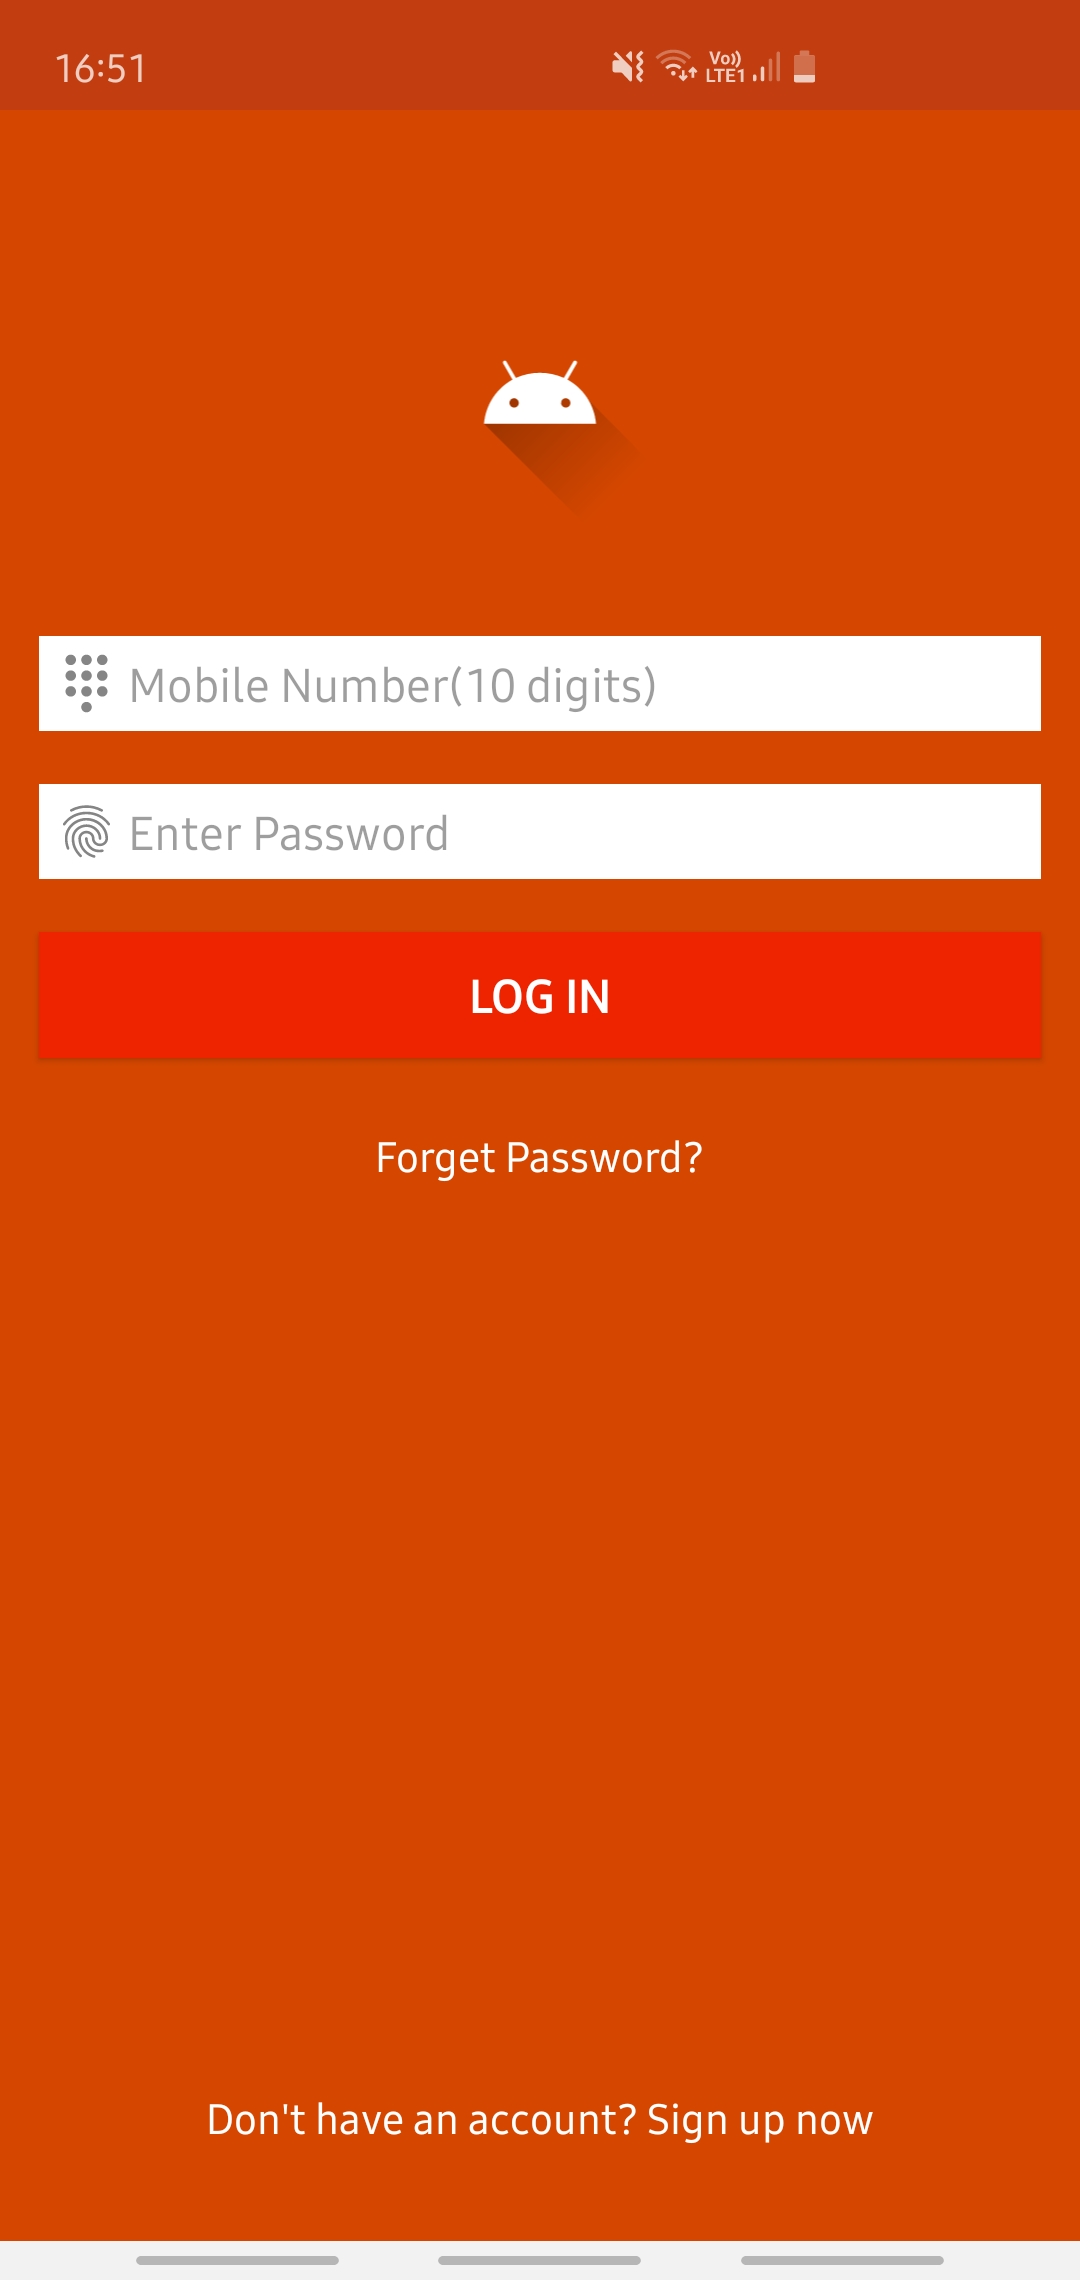 16:51
Vo))
LTE1
Mobile Number(10 digits)
Enter Password
LOG IN
Forget Password?
Don't have an account? Sign up now